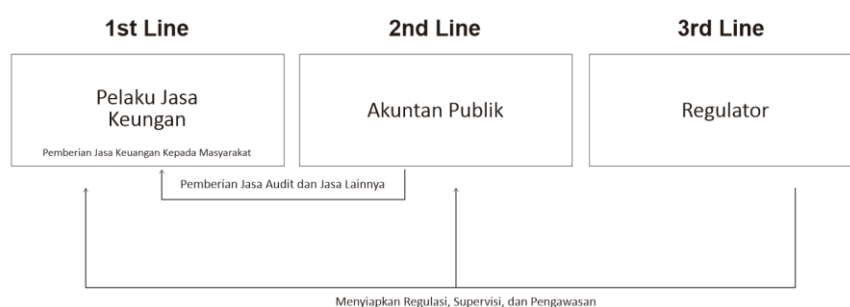 1st Line
2nd Line
3rd Line
Pelaku Jasa
Keungan
Pemberian Jasa Keuangan Kepada Masyarakat
Akuntan Publik
Regulator
Pemberian Jasa Audit dan Jasa Lainnya
Menyiapkan Regulasi, Supervisi, dan Pengawasan